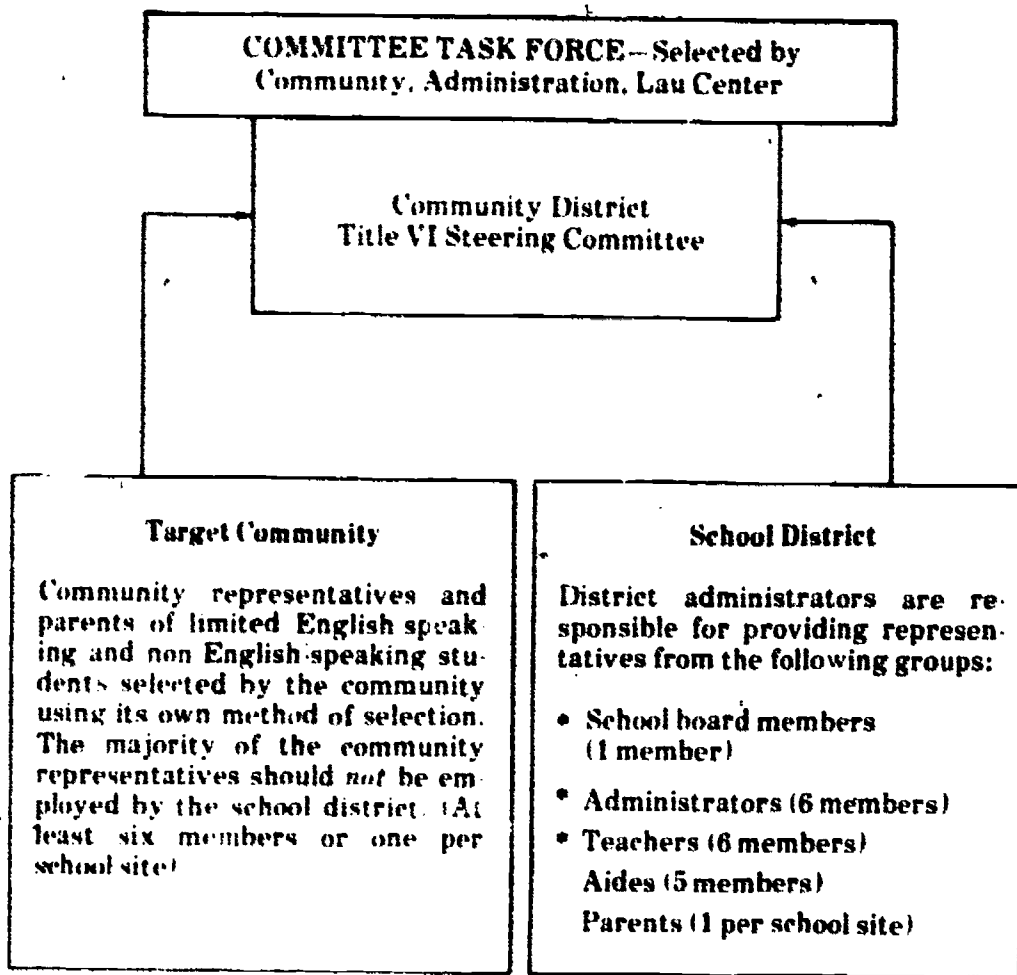 COMMITTEE TASK FORCE—Selected by
Community, Administration, Lau Center
Community District
Title VI Steering Committee
Target Community
Community representatives and
parents of limited English speak-
ing and non English-speaking stu-
dents selected by the community
using its own method of selection.
The majority of the community
representatives should not be em-
ployed by the school district. (At
least six members or one per
school site)
School District
District administrators are re-
sponsible for providing represen-
tatives from the following groups:
* School board members
(1 member)
* Administrators (6 members)
* Teachers (6 members)
Aides (5 members)
Parents (1 per school site)